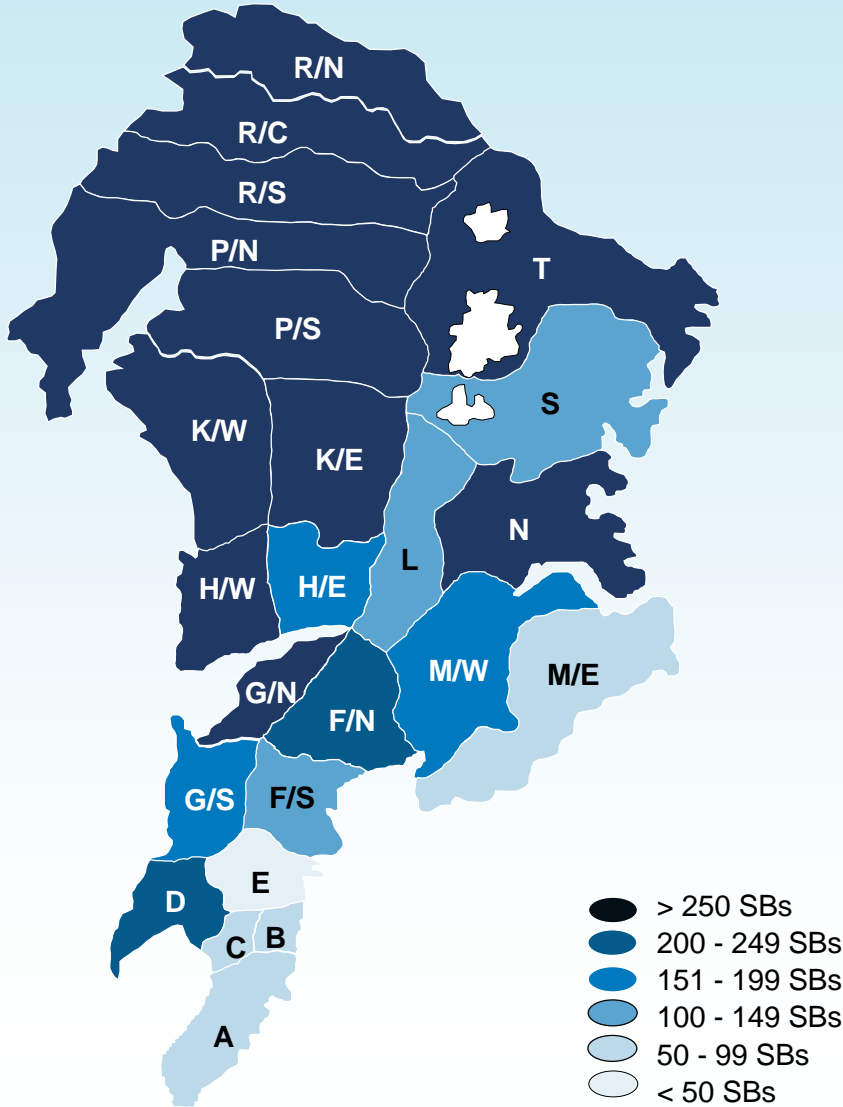 R/N
R/C
R/S
P/N
T
P/S
S
K/W
K/E
N
L
H/W
H/E
M/W
M/E
G/N
F/N
G/S
F/S
E
D
B
C
A
> 250 SBs
200 - 249 SBs
151 - 199 SBs
100 - 149 SBs
50 - 99 SBs
< 50 SBs